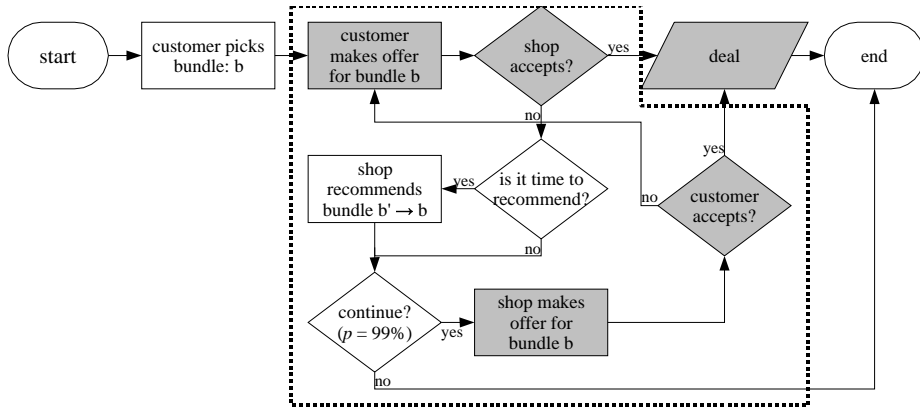 start
customer picks
bundle: b
customer
makes offer
for bundle b
shop
accepts?
yes
deal
end
no
no
shop
recommends
bundle b' → b
yes
is it time to
recommend?
no
yes
customer
accepts?
no
continue?
(p = 99%)
yes
shop makes
offer for
bundle b
no